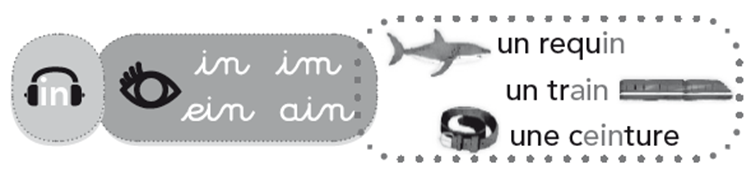 in
in im
ein ain
un requin
un train
une ceinture